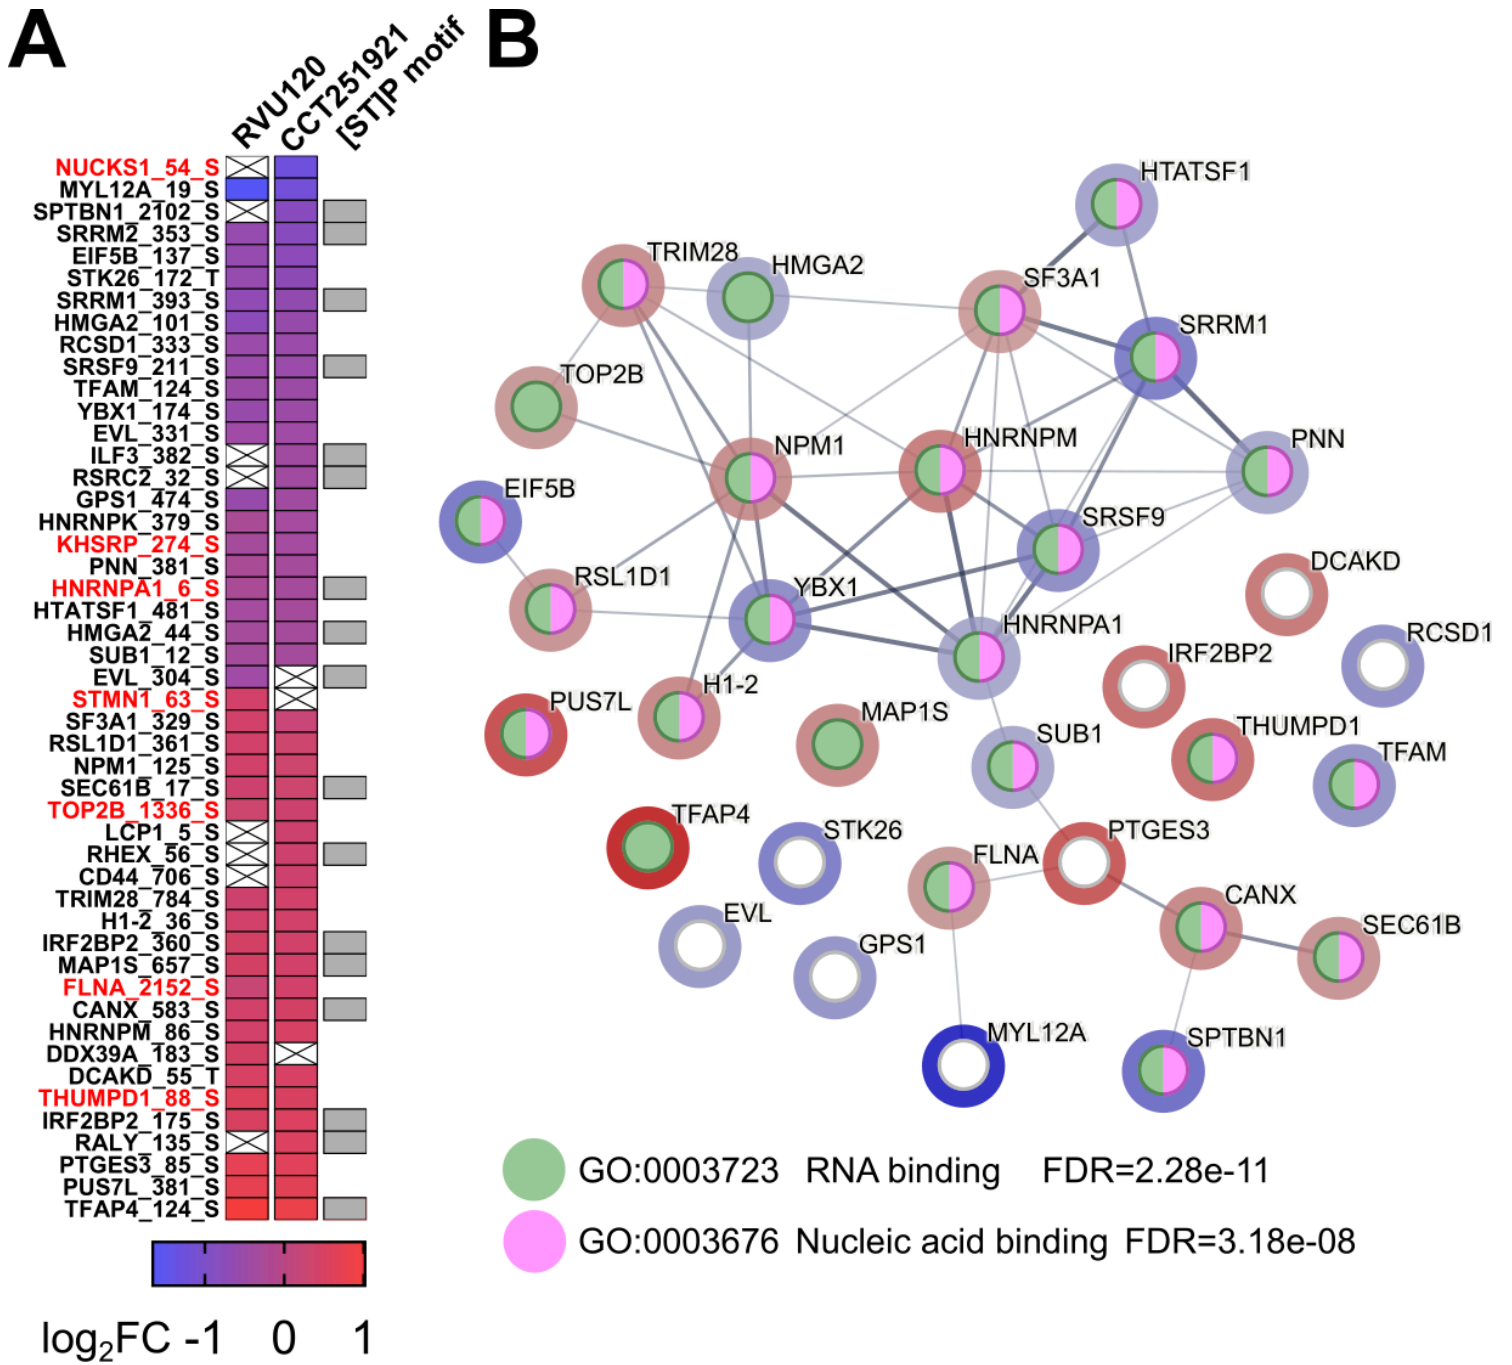 A
B
RVU120
CCT251921
[ST]P motif
NUCKS1_54_S
MYL12A_19_S
SPTBN1_2102_S
SRRM2_353_S
EIF5B_137_S
STK26_172_T
SRRM1_393_S
HMGA2_101_S
RCSD1_333_S
SRSF9_211_S
TFAM_124_S
YBX1_174_S
EVL_331_S
ILF3_382_S
RSRC2_32_S
GPS1_474_S
HNRNPK_379_S
KHSRP_274_S
PNN_381_S
HNRNPA1_6_S
HTATSF1_481_S
HMGA2_44_S
SUB1_12_S
EVL_304_S
STMN1_63_S
SF3A1_329_S
RSL1D1_361_S
NPM1_125_S
SEC61B_17_S
TOP2B_1336_S
LCP1_5_S
RHEX_56_S
CD44_706_S
TRIM28_784_S
H1-2_36_S
IRF2BP2_360_S
MAP1S_657_S
FLNA_2152_S
CANX_583_S
HNRNPM_86_S
DDX39A_183_S
DCAKD_55_T
THUMPD1_88_S
IRF2BP2_175_S
RALY_135_S
PTGES3_85_S
PUS7L_381_S
TFAP4_124_S
log2FC -1 0 1
HTATSF1
TRIM28
HMGA2
SF3A1
SRRM1
TOP2B
NPM1
HNRNPM
PNN
EIF5B
SRSF9
DCAKD
RSL1D1
YBX1
HNRNPA1
RCSD1
IRF2BP2
H1-2
PUS7L
MAP1S
SUB1
THUMPD1
TFAM
TFAP4
STK26
PTGES3
FLNA
CANX
EVL
GPS1
SEC61B
MYL12A
SPTBN1
GO:0003723 RNA binding FDR=2.28e-11
GO:0003676 Nucleic acid binding FDR=3.18e-08